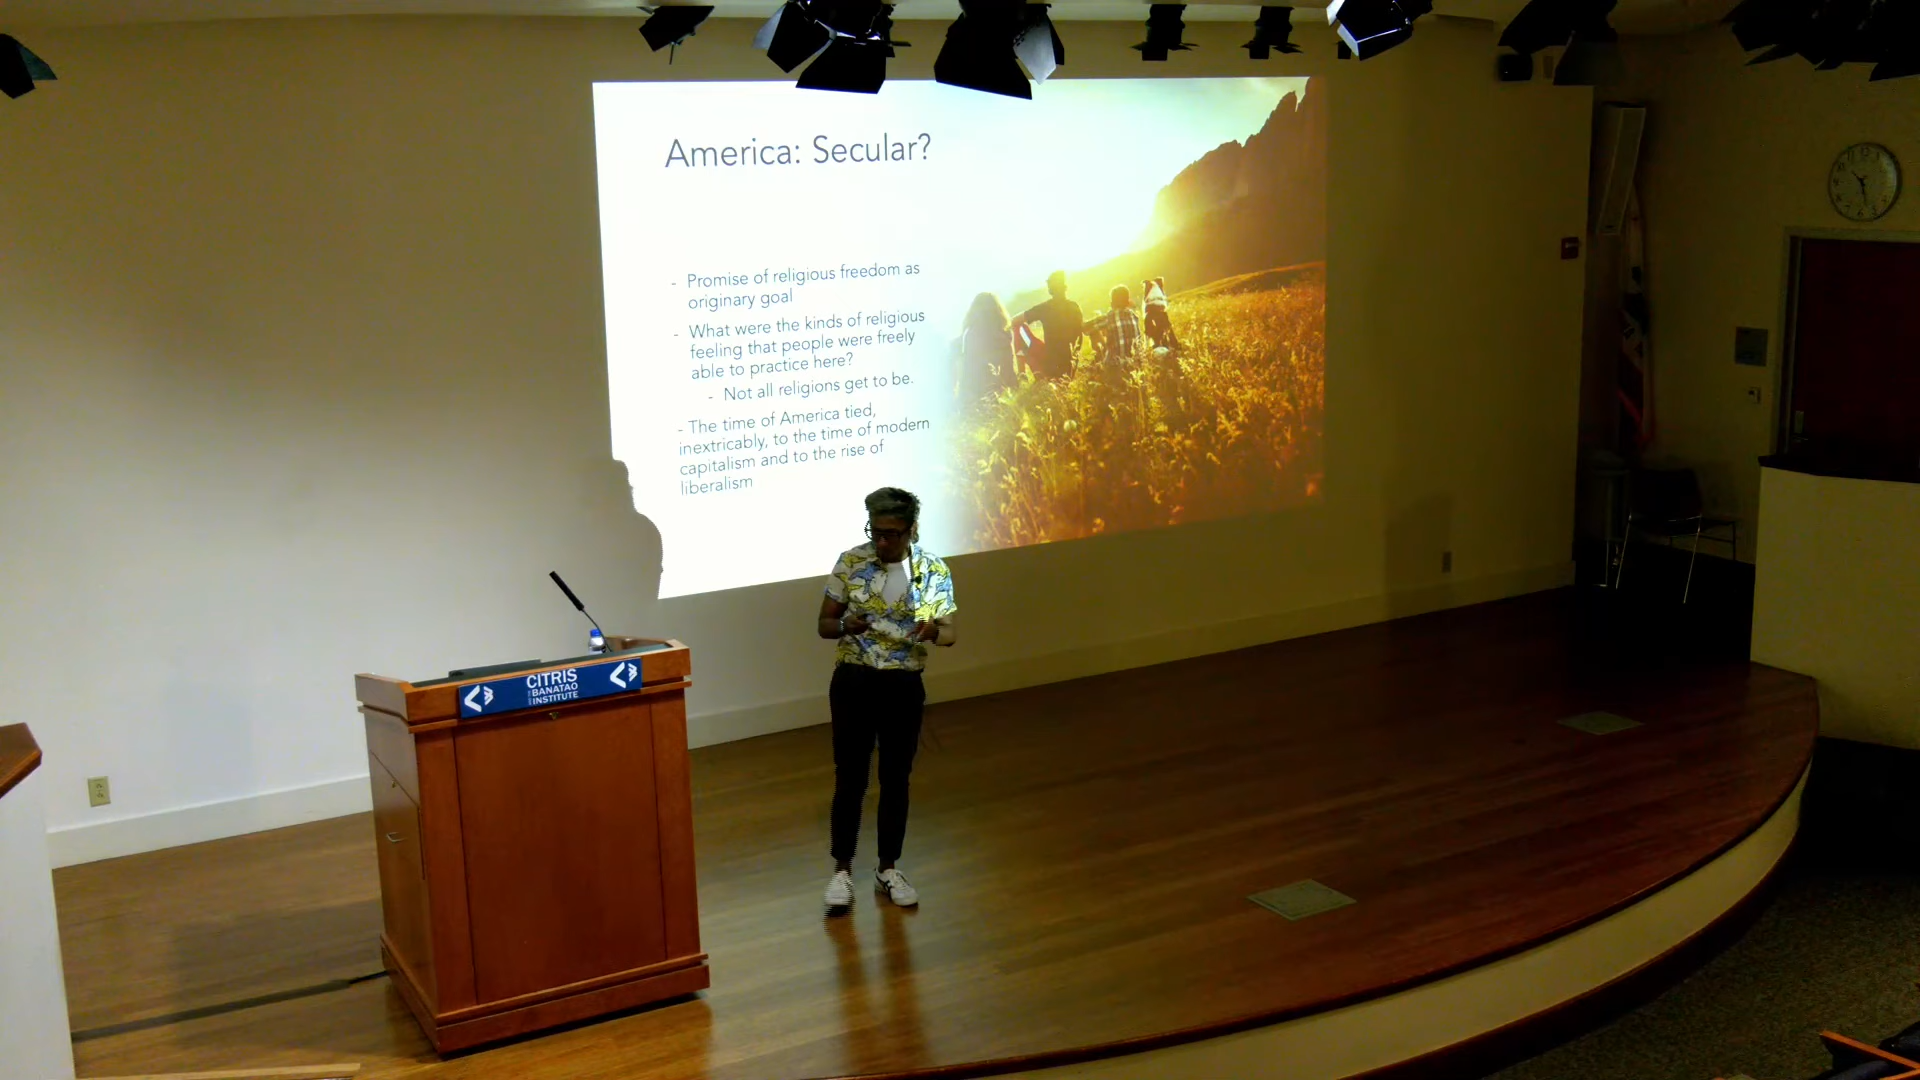 America: Secular?
- Promise of religious freedom as
originary goal
- What were the kinds of religious
feeling that people were freely
able to practice here?
- Not all religions get to be.
- The time of America tied,
inextricably, to the time of modern
capitalism and to the rise of
liberalism
CITRIS
BANATAO
INSTITUTE